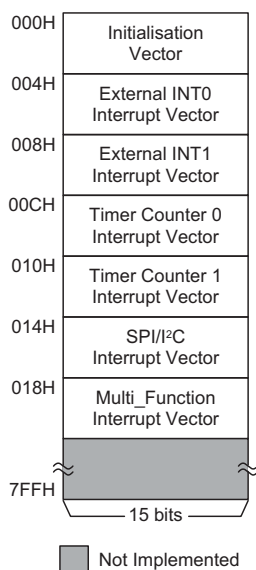 000H
Initialisation
Vector
004H
External INT0
Interrupt Vector
008H
External INT1
Interrupt Vector
00CH
Timer Counter 0
Interrupt Vector
010H
Timer Counter 1
Interrupt Vector
014H
SPI/I²C
Interrupt Vector
018H
Multi_Function
Interrupt Vector
7FFH
15 bits
Not Implemented